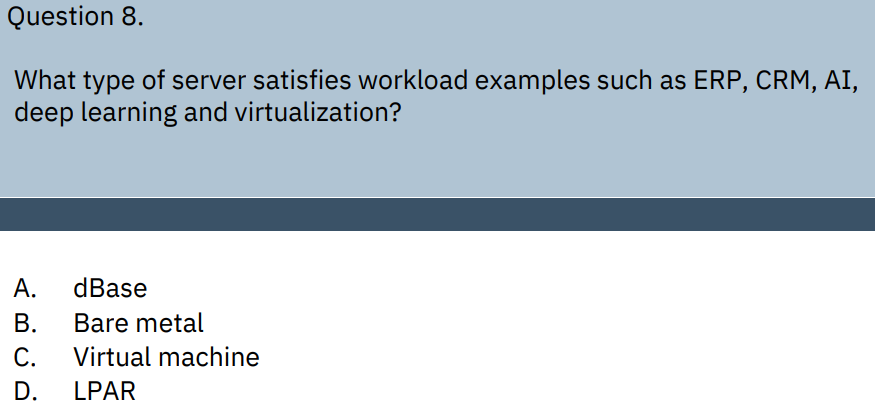 Question 8.
What type of server satisfies workload examples such as ERP, CRM, AI,
deep learning and virtualization?
A. dBase
B. Bare metal
C. Virtual machine
D. LPAR